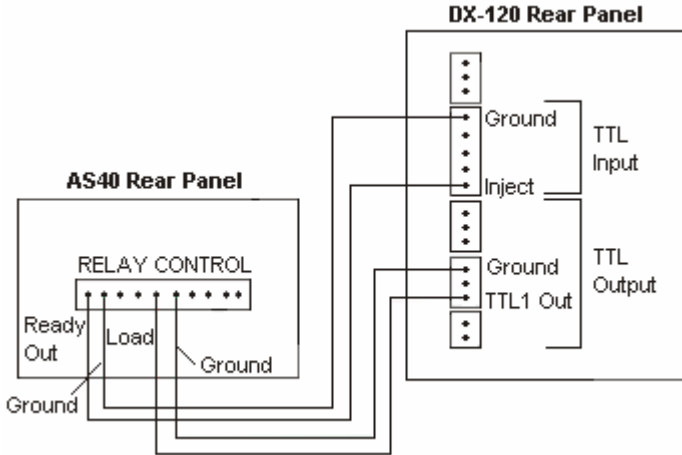 DX-120 Rear Panel
Ground
TTL
Input
Inject
AS40 Rear Panel
RELAY CONTROL
Ground
TTL
Output
TTL1 Out
Ready
Out
Load
Ground
Ground